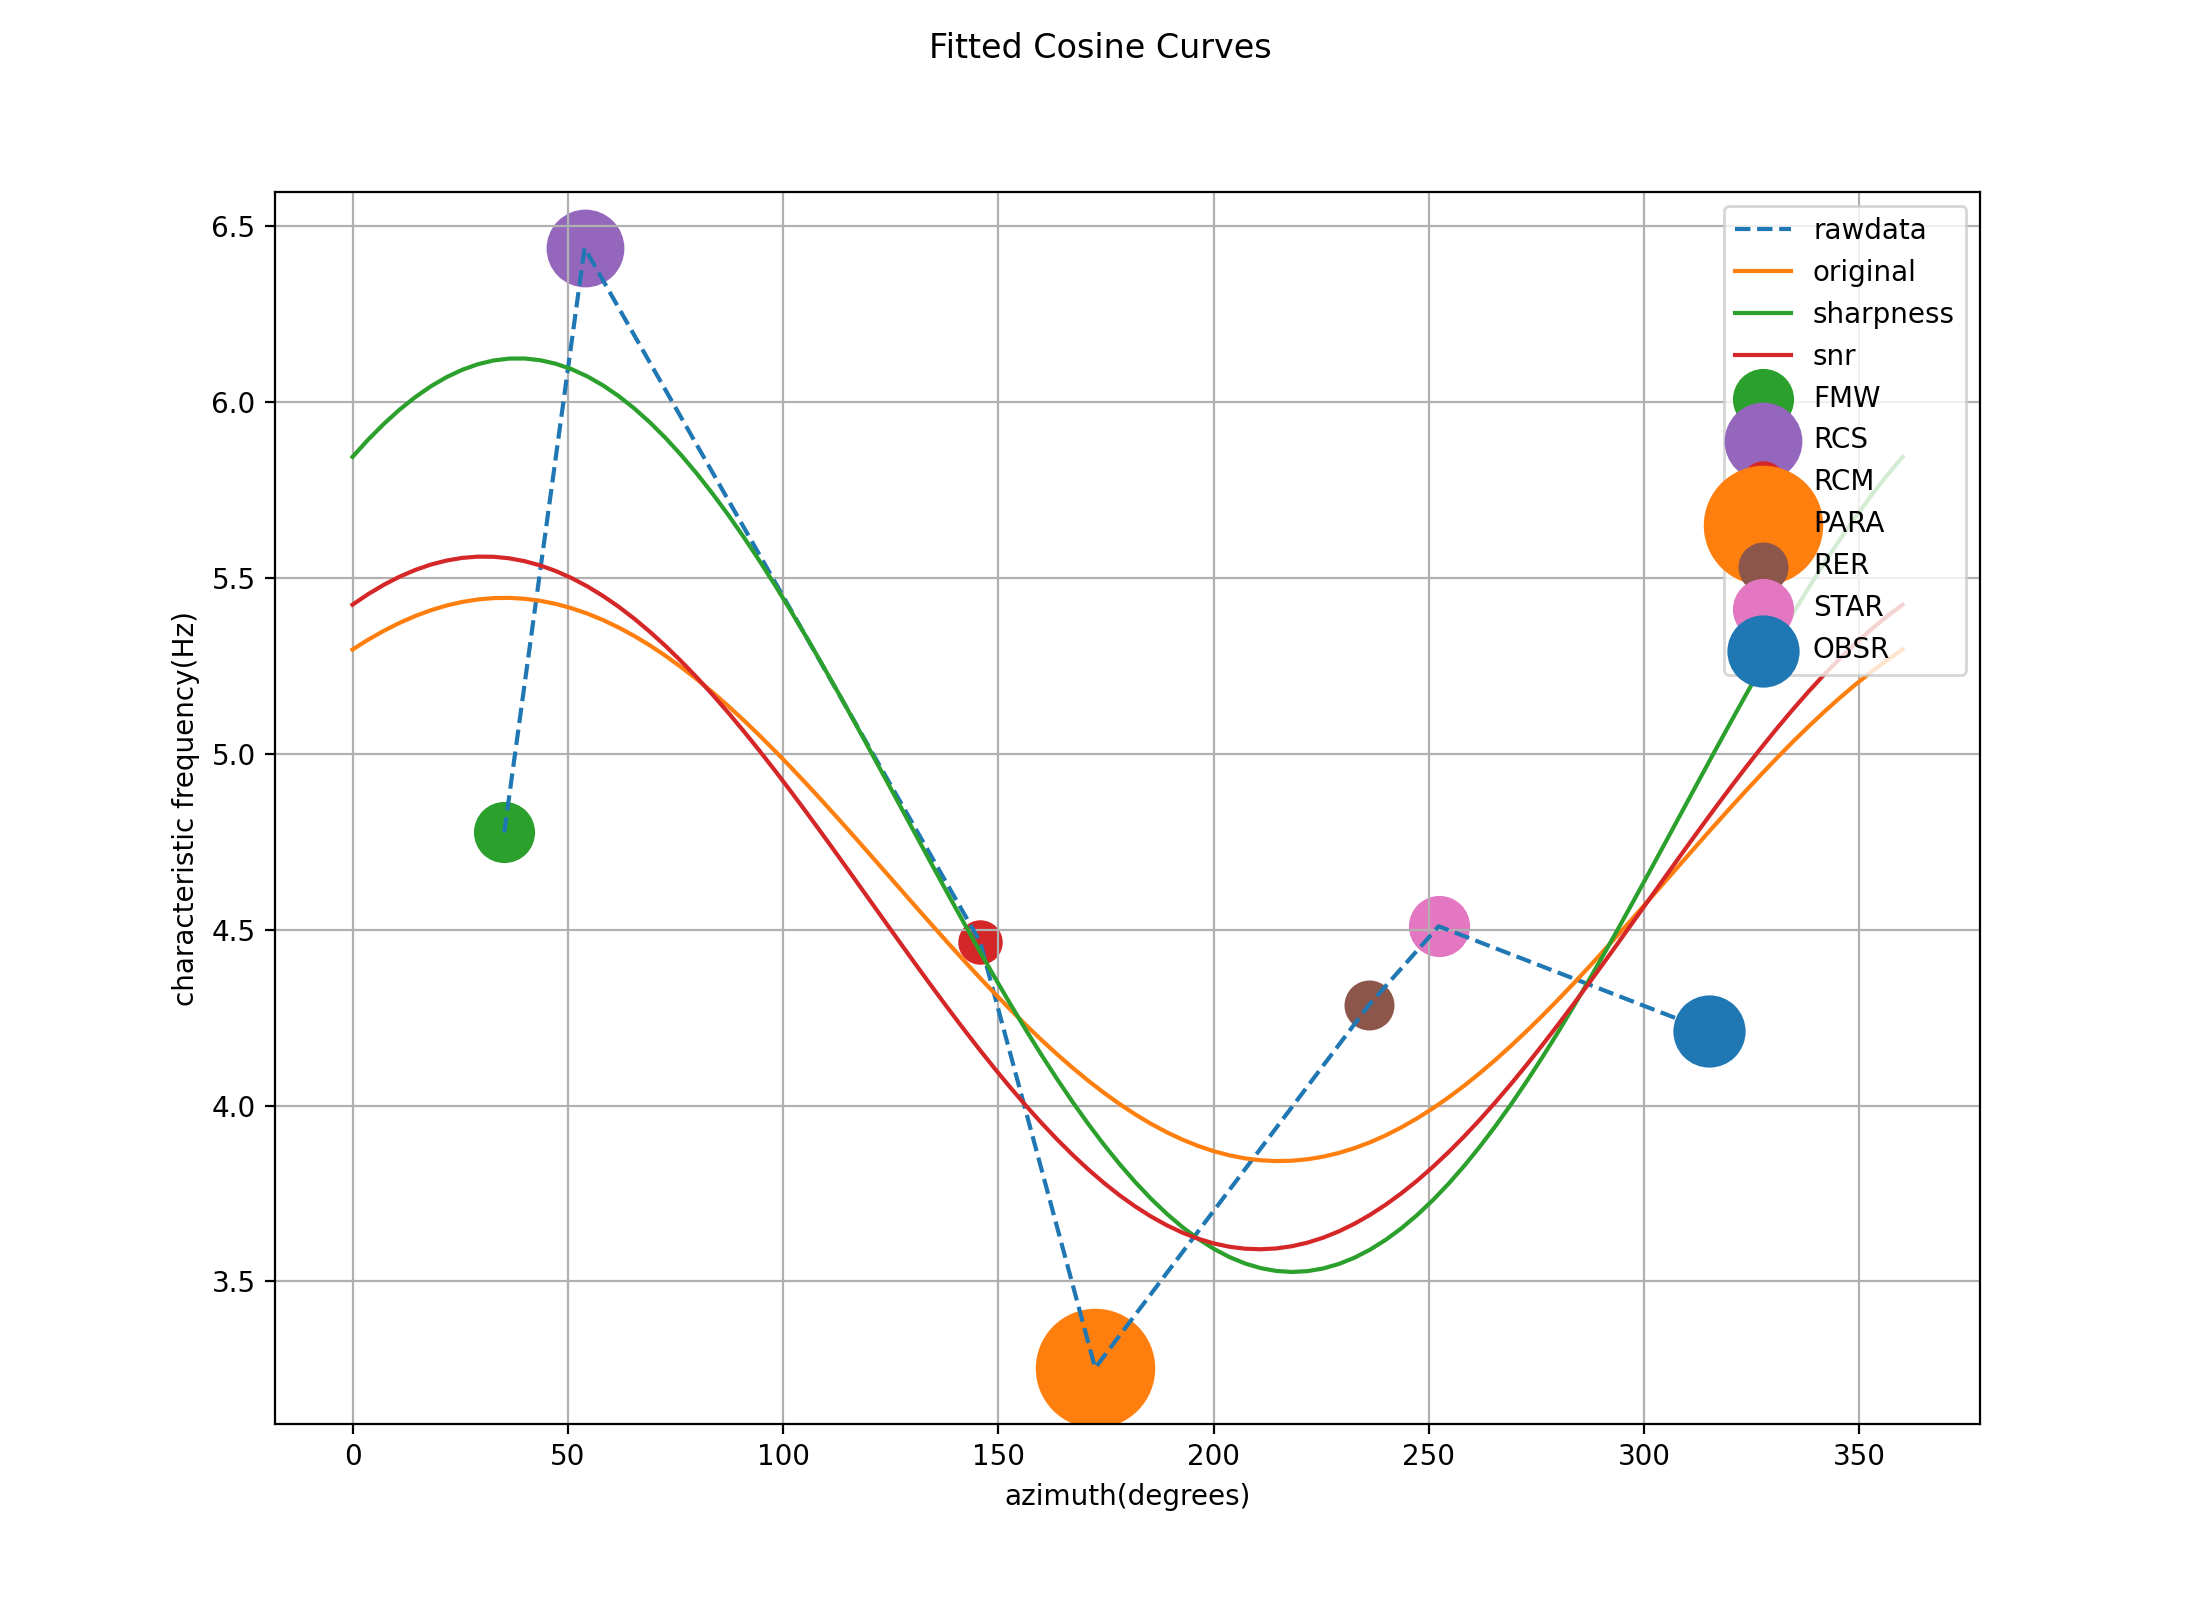 Fitted Cosine Curves
6.5
6.0
5.5
5.0
4.5
4.0
3.5
characteristic frequency(Hz)
rawdata
original
sharpness
snr
FMW
RCS
RCM
PARA
RER
STAR
OBSR
0 50 100 150 200 250 300 350
azimuth(degrees)